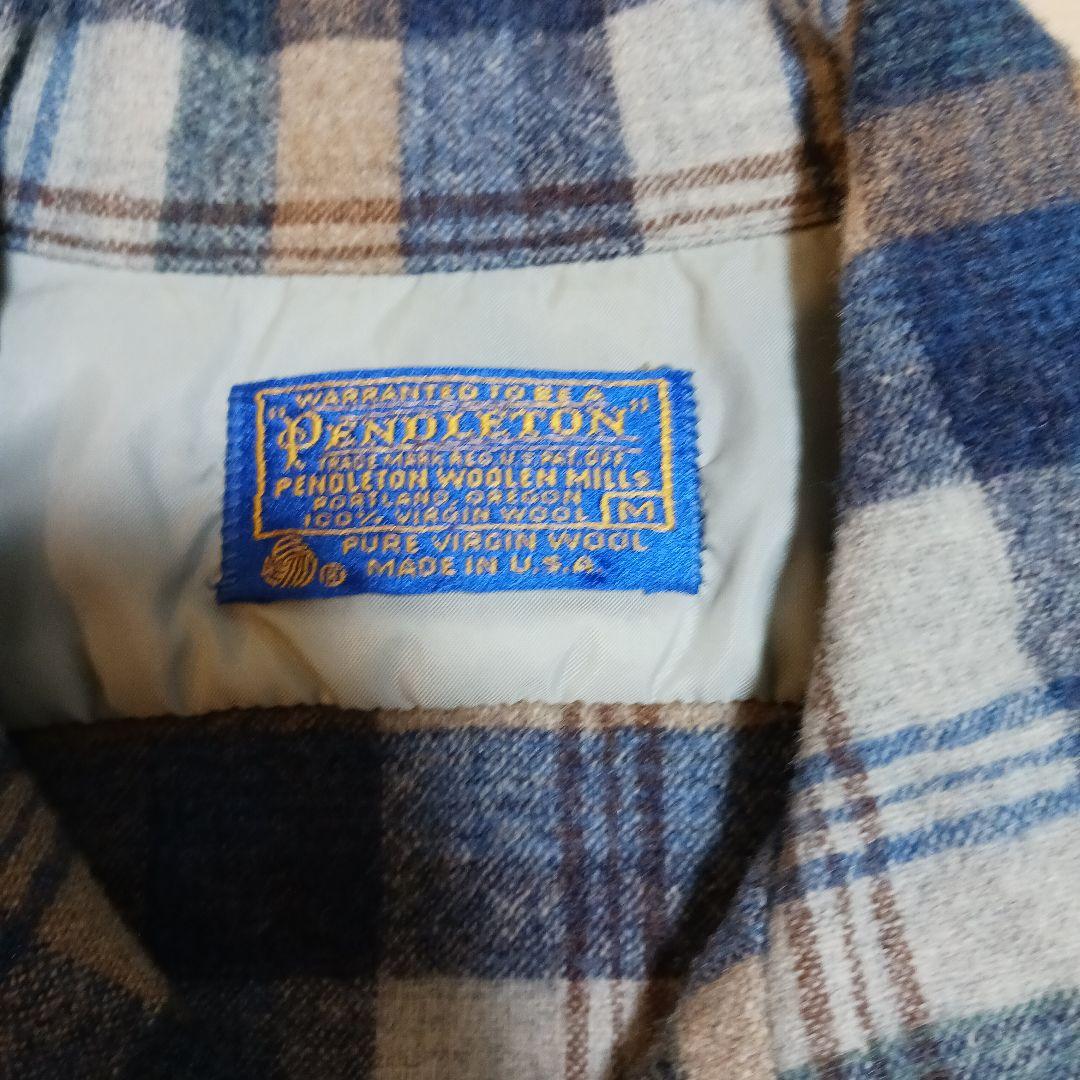 WARRANTED TO BE A
"PENDLETON"
TRADE MARK REG. U.S. PAT. OFF.
PENDLETON WOOLEN MILLS
PORTLAND, OREGON
100% VIRGIN WOOL M
PURE VIRGIN WOOL
® MADE IN U.S.A.